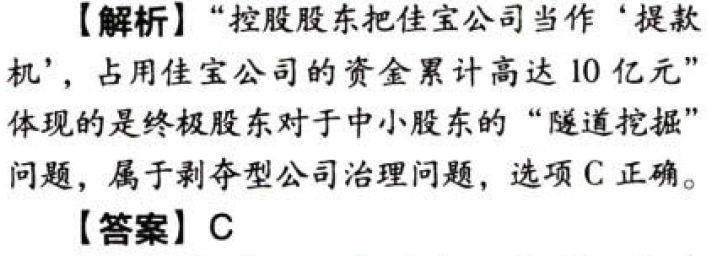 【解析】“控股股东把佳宝公司当作‘提款
机’，占用佳宝公司的资金累计高达 10 亿元”
体现的是终极股东对于中小股东的“隧道挖掘”
问题，属于剥夺型公司治理问题，选项 C 正确。
【答案】C